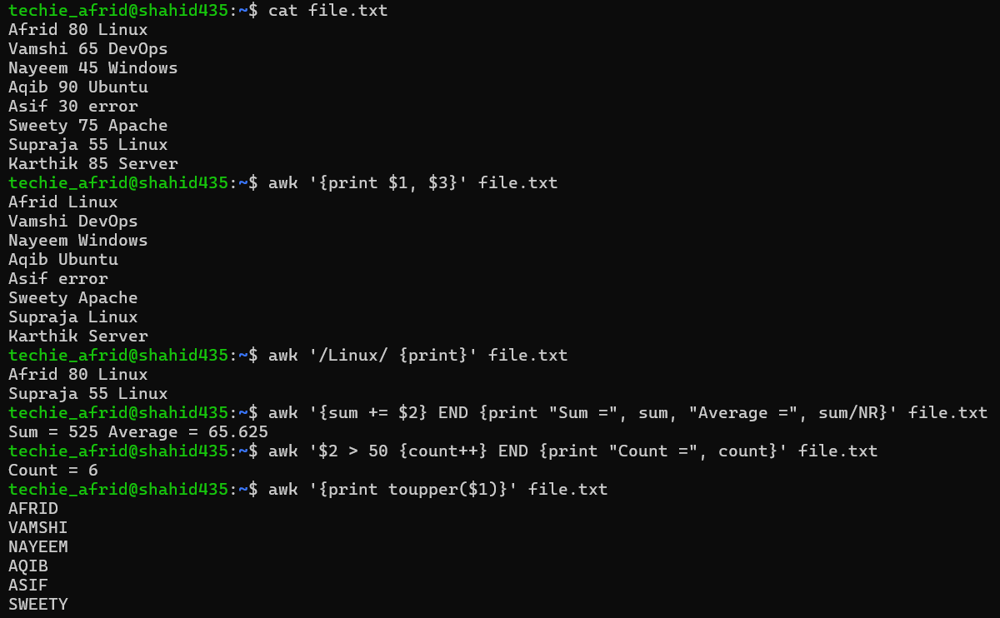 techie_afrid@shahid435:~$ cat file.txt
Afrid 80 Linux
Vamshi 65 DevOps
Nayeem 45 Windows
Aqib 90 Ubuntu
Asif 30 error
Sweety 75 Apache
Supraja 55 Linux
Karthik 85 Server
techie_afrid@shahid435:~$ awk '{print $1, $3}' file.txt
Afrid Linux
Vamshi DevOps
Nayeem Windows
Aqib Ubuntu
Asif error
Sweety Apache
Supraja Linux
Karthik Server
techie_afrid@shahid435:~$ awk '/Linux/ {print}' file.txt
Afrid 80 Linux
Supraja 55 Linux
techie_afrid@shahid435:~$ awk '{sum += $2} END {print "Sum =", sum, "Average =", sum/NR}' file.txt
Sum = 525 Average = 65.625
techie_afrid@shahid435:~$ awk '$2 > 50 {count++} END {print "Count =", count}' file.txt
Count = 6
techie_afrid@shahid435:~$ awk '{print toupper($1)}' file.txt
AFRID
VAMSHI
NAYEEM
AQIB
ASIF
SWEETY